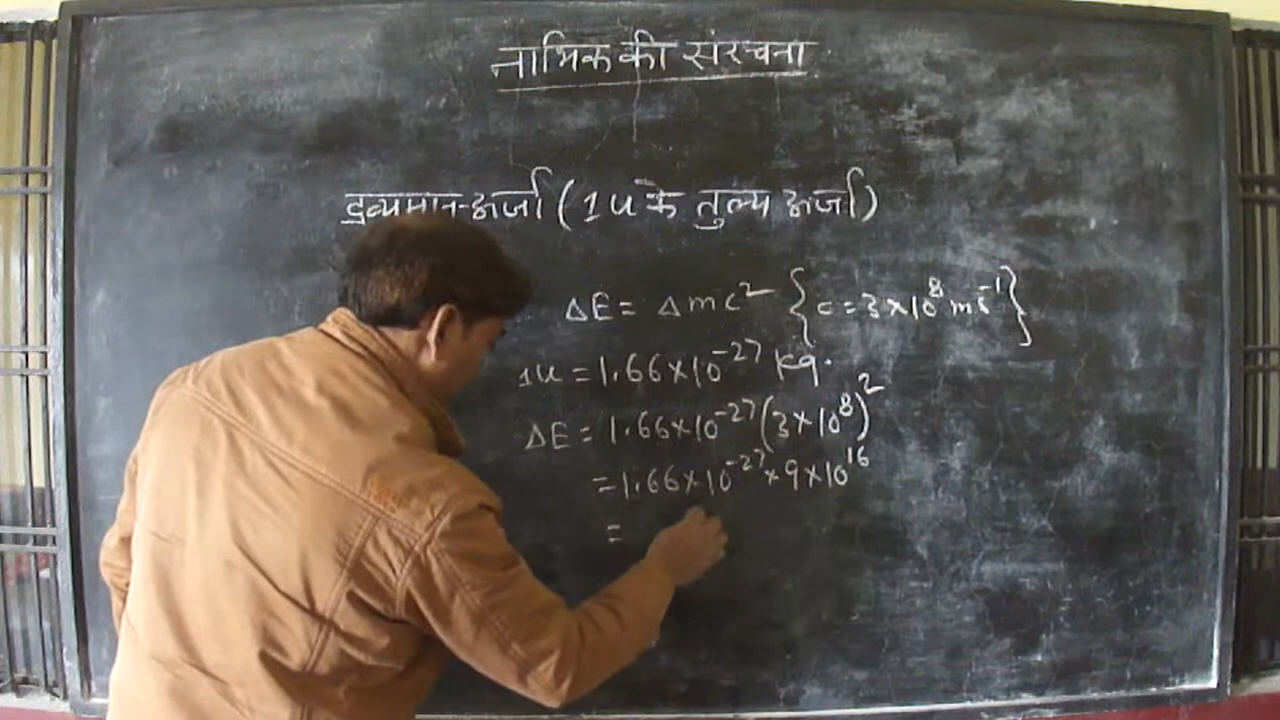 नाभिक की संरचना
द्रव्यमान-ऊर्जा (1u के तुल्य ऊर्जा)
ΔE = Δmc² {c = 3×10⁸ ms⁻¹}
1u = 1.66×10⁻²⁷ kg.
ΔE = 1.66×10⁻²⁷(3×10⁸)²
= 1.66×10⁻²⁷×9×10¹⁶
=